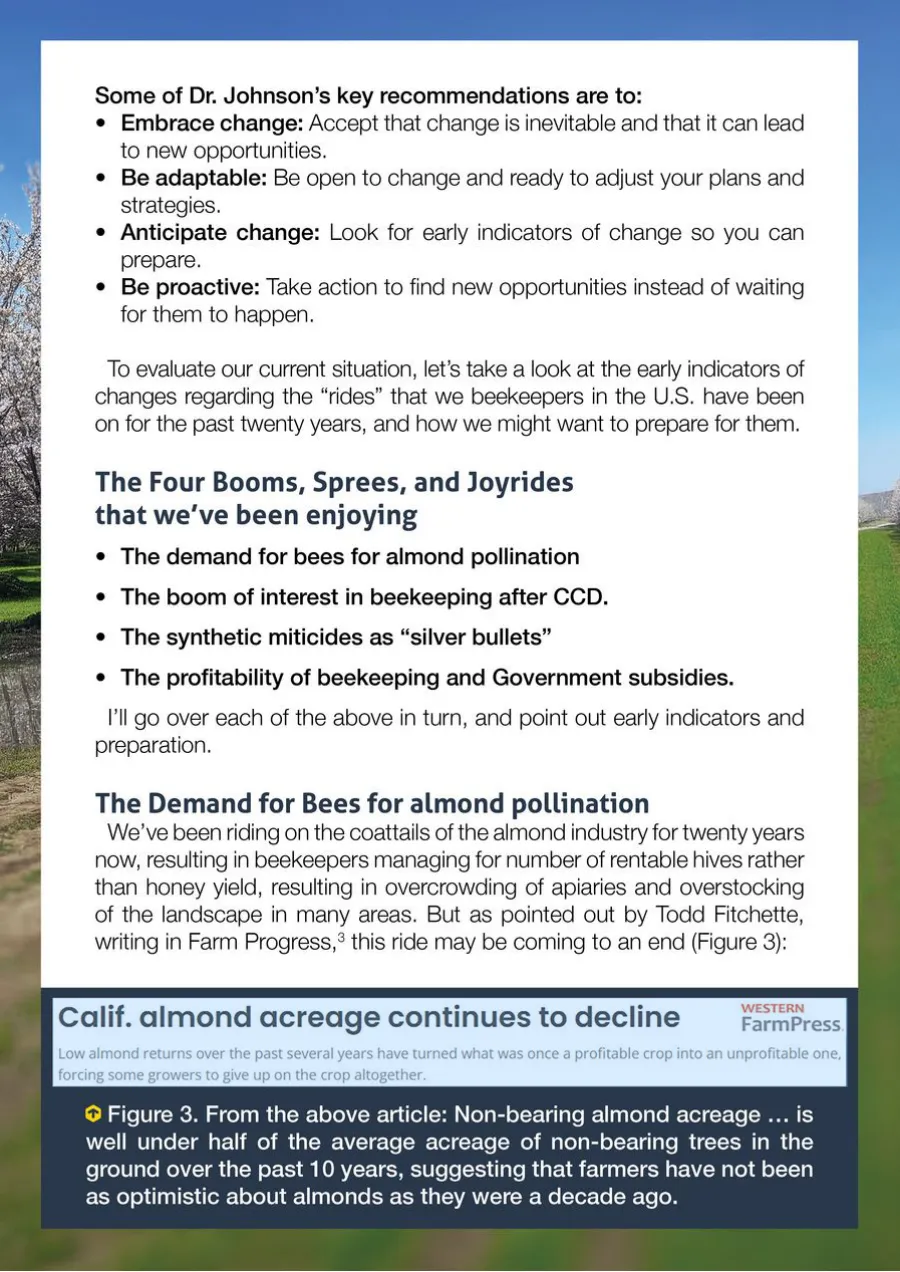 Some of Dr. Johnson’s key recommendations are to:
• Embrace change: Accept that change is inevitable and that it can lead
to new opportunities.
• Be adaptable: Be open to change and ready to adjust your plans and
strategies.
• Anticipate change: Look for early indicators of change so you can
prepare.
• Be proactive: Take action to find new opportunities instead of waiting
for them to happen.
To evaluate our current situation, let’s take a look at the early indicators of
changes regarding the “rides” that we beekeepers in the U.S. have been
on for the past twenty years, and how we might want to prepare for them.
The Four Booms, Sprees, and Joyrides
that we’ve been enjoying
• The demand for bees for almond pollination
• The boom of interest in beekeeping after CCD.
• The synthetic miticides as “silver bullets”
• The profitability of beekeeping and Government subsidies.
I’ll go over each of the above in turn, and point out early indicators and
preparation.
The Demand for Bees for almond pollination
We’ve been riding on the coattails of the almond industry for twenty years
now, resulting in beekeepers managing for number of rentable hives rather
than honey yield, resulting in overcrowding of apiaries and overstocking
of the landscape in many areas. But as pointed out by Todd Fitchette,
writing in Farm Progress,³ this ride may be coming to an end (Figure 3):
Calif. almond acreage continues to decline
WESTERN
FarmPress.
Low almond returns over the past several years have turned what was once a profitable crop into an unprofitable one,
forcing some growers to give up on the crop altogether.
Figure 3. From the above article: Non-bearing almond acreage … is
well under half of the average acreage of non-bearing trees in the
ground over the past 10 years, suggesting that farmers have not been
as optimistic about almonds as they were a decade ago.